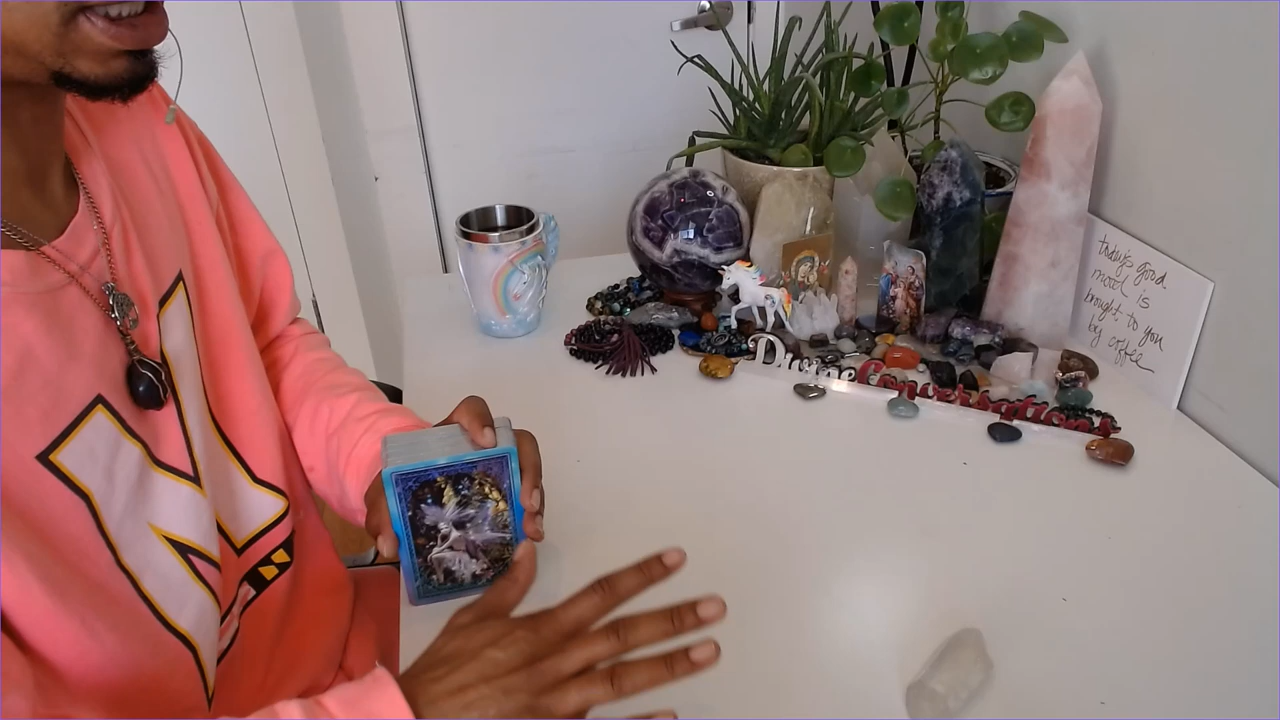 Divine Conversations
today's good
mood is
brought to you
by coffee